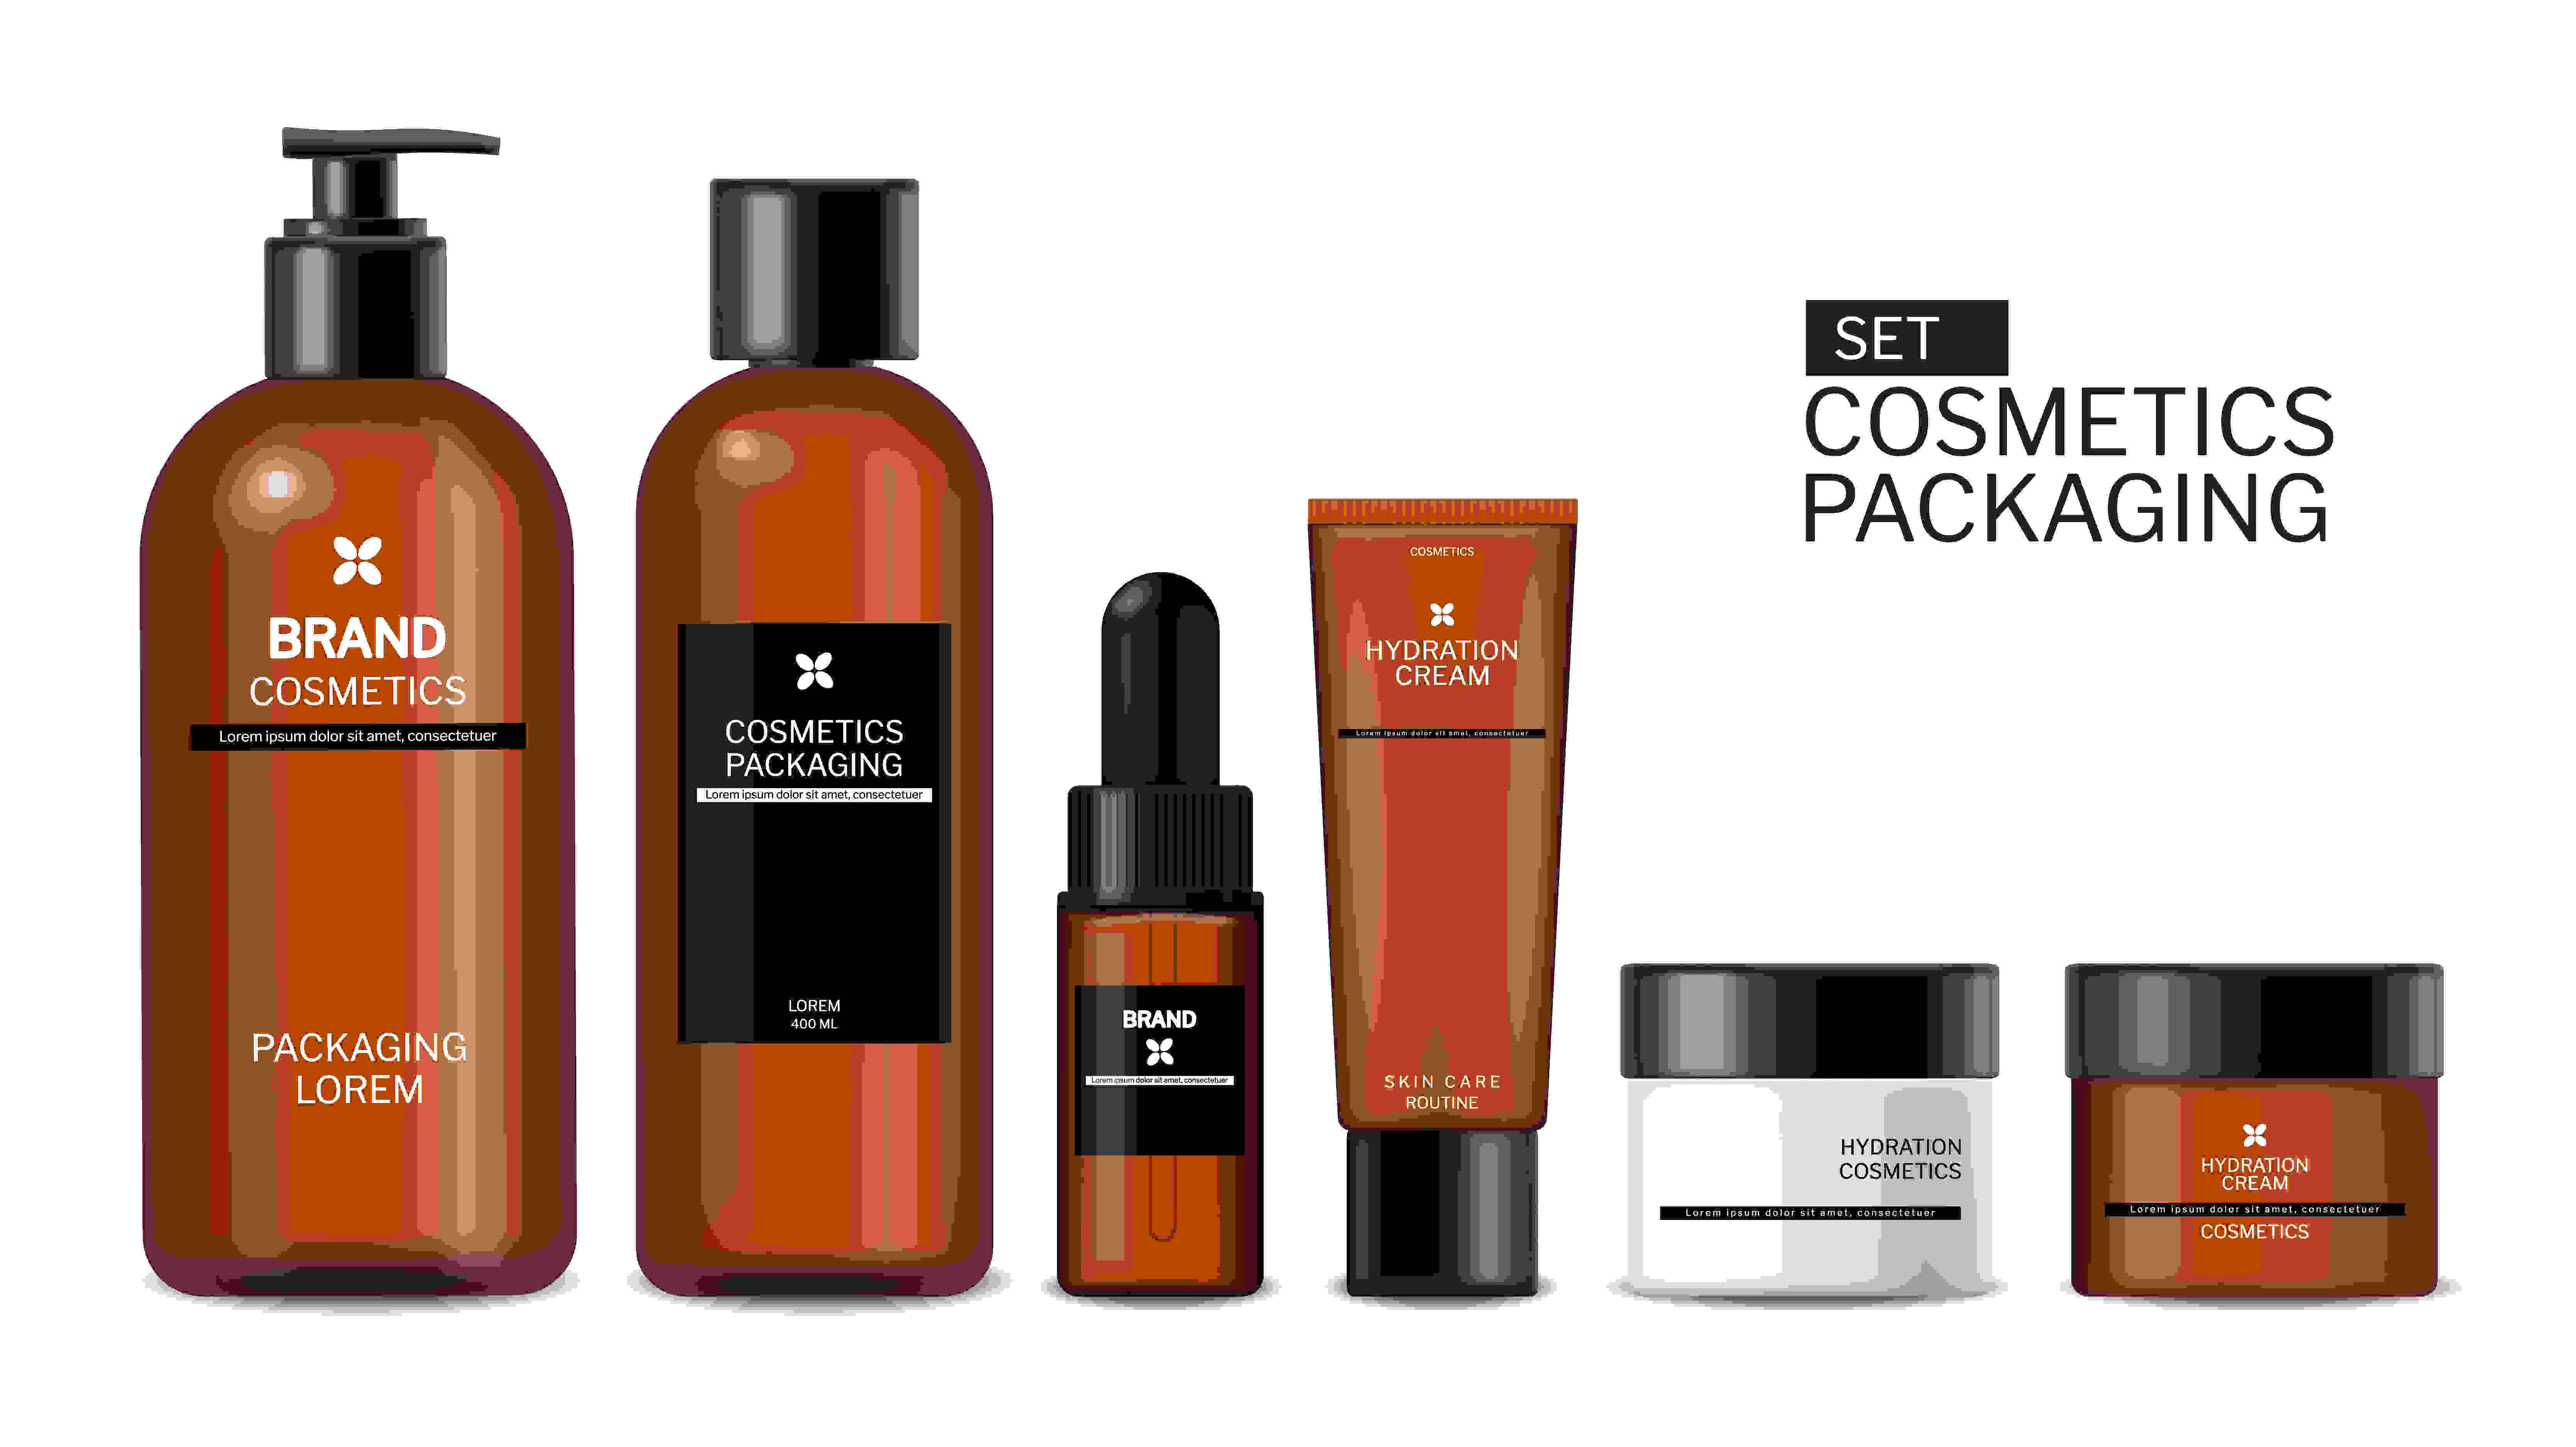 BRAND
COSMETICS
Lorem ipsum dolor sit amet, consectetuer
PACKAGING
LOREM
COSMETICS
PACKAGING
Lorem ipsum dolor sit amet, consectetuer
LOREM
400 ML
BRAND
Lorem ipsum dolor sit amet, consectetuer
COSMETICS
HYDRATION
CREAM
Lorem ipsum dolor sit amet, consectetuer
SKIN CARE
ROUTINE
SET
COSMETICS
PACKAGING
HYDRATION
COSMETICS
Lorem ipsum dolor sit amet, consectetuer
HYDRATION
CREAM
Lorem ipsum dolor sit amet, consectetuer
COSMETICS